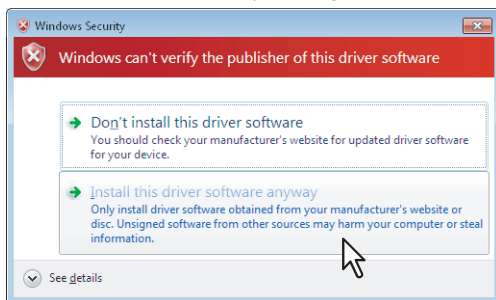 Windows Security
Windows can't verify the publisher of this driver software
Don't install this driver software
You should check your manufacturer's website for updated driver software
for your device.
Install this driver software anyway
Only install driver software obtained from your manufacturer's website or
disc. Unsigned software from other sources may harm your computer or steal
information.
See details